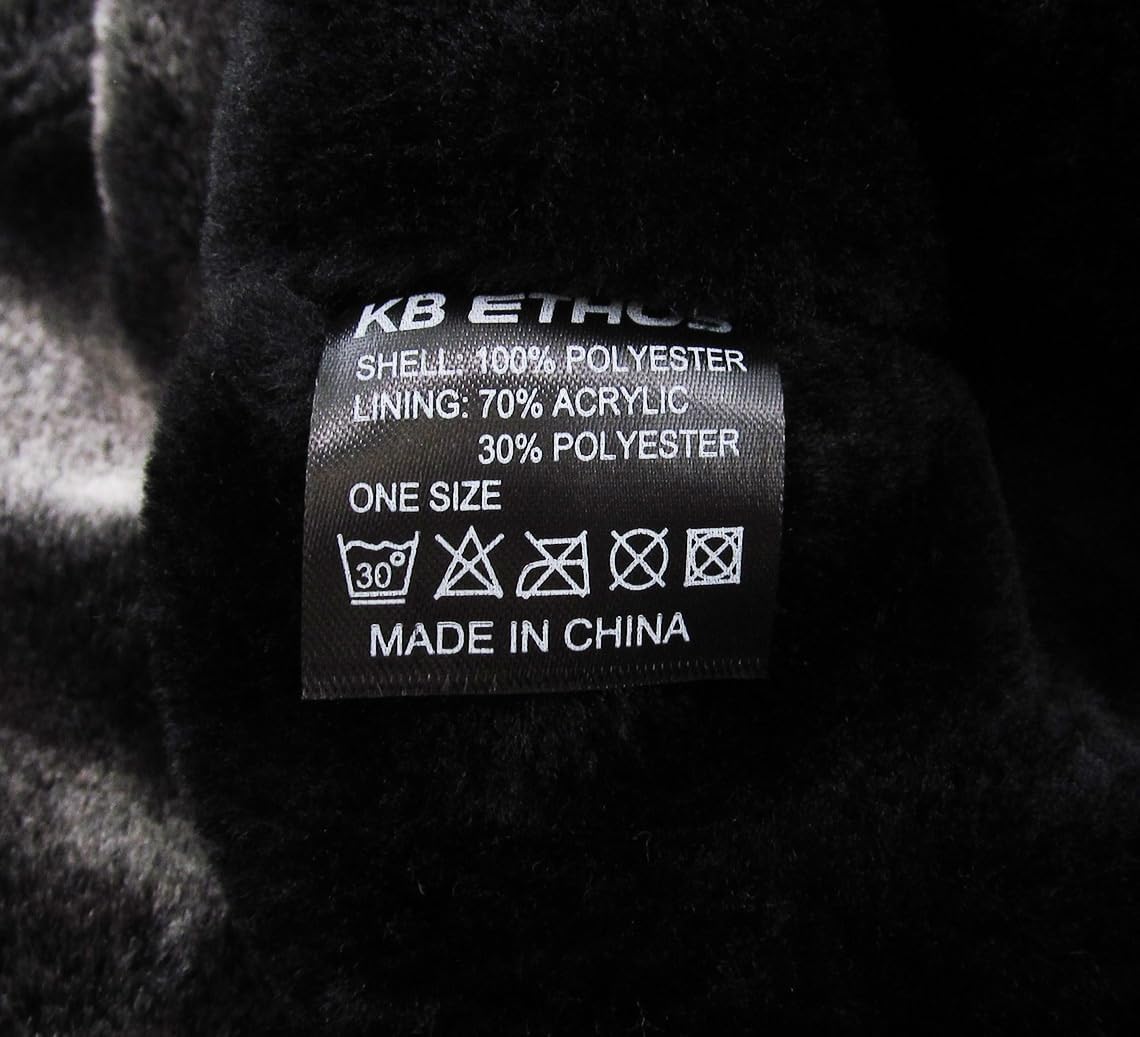 KB ETHOS
SHELL: 100% POLYESTER
LINING: 70% ACRYLIC
30% POLYESTER
ONE SIZE
30°
MADE IN CHINA